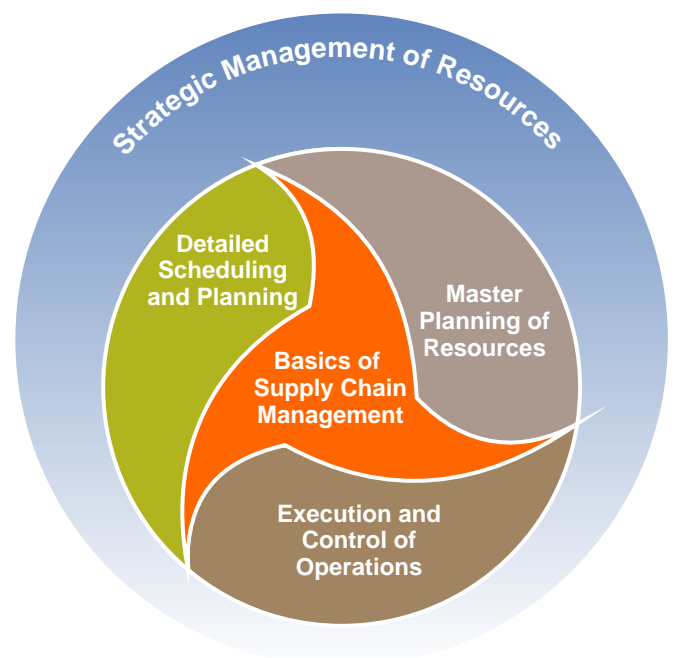 Strategic Management of Resources
Detailed
Scheduling
and Planning
Master
Planning of
Resources
Basics of
Supply Chain
Management
Execution and
Control of
Operations